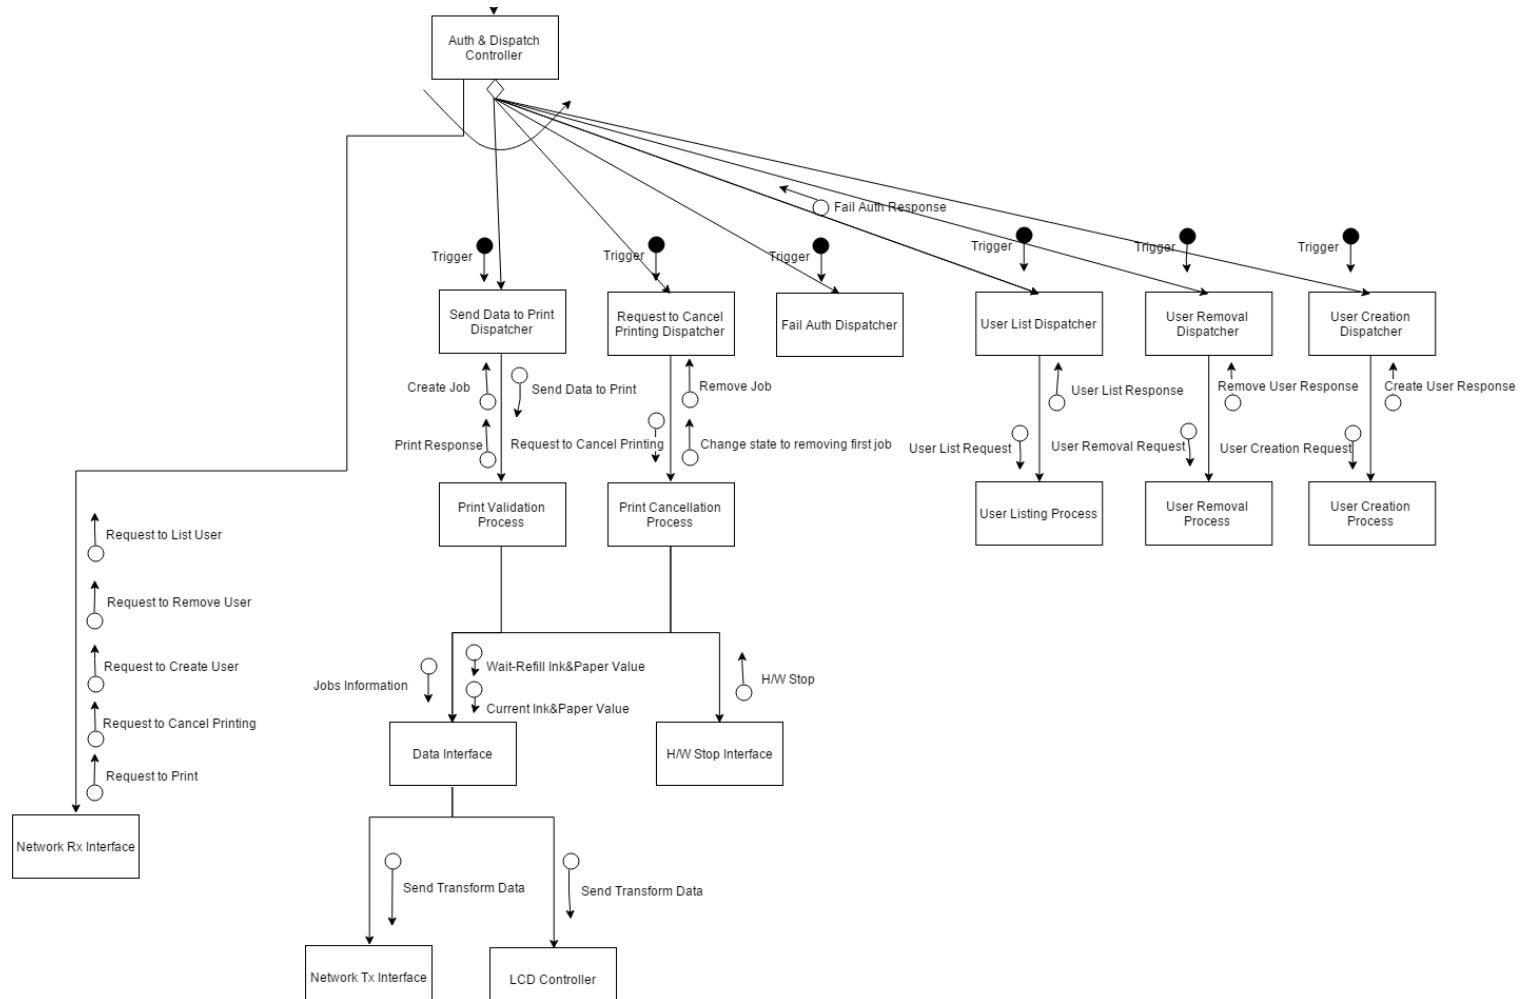 Auth & Dispatch
Controller
Fail Auth Response
Trigger
Trigger
Trigger
Trigger
Trigger
Trigger
Send Data to Print
Dispatcher
Request to Cancel
Printing Dispatcher
Fail Auth Dispatcher
User List Dispatcher
User Removal
Dispatcher
User Creation
Dispatcher
Create Job
Send Data to Print
Remove Job
User List Response
Remove User Response
Create User Response
Print Response
Request to Cancel Printing
Change state to removing first job
User List Request
User Removal Request
User Creation Request
Print Validation
Process
Print Cancellation
Process
User Listing Process
User Removal
Process
User Creation
Process
Request to List User
Request to Remove User
Request to Create User
Request to Cancel Printing
Request to Print
Jobs Information
Wait-Refill Ink&Paper Value
Current Ink&Paper Value
H/W Stop
Data Interface
H/W Stop Interface
Network Rx Interface
Send Transform Data
Send Transform Data
Network Tx Interface
LCD Controller